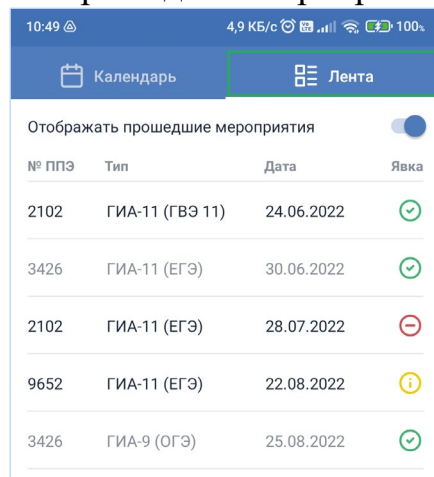 10:49 4,9 КБ/с 100%
Календарь Лента
Отображать прошедшие мероприятия
№ ППЭ Тип Дата Явка
2102 ГИА-11 (ГВЭ 11) 24.06.2022
3426 ГИА-11 (ЕГЭ) 30.06.2022
2102 ГИА-11 (ЕГЭ) 28.07.2022
9652 ГИА-11 (ЕГЭ) 22.08.2022
3426 ГИА-9 (ОГЭ) 25.08.2022